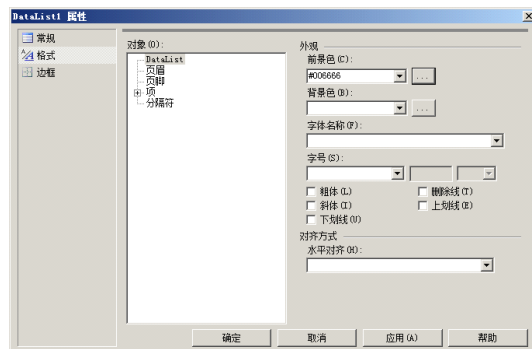 DataList1 属性
常规
格式
边框
对象(O):
DataList
页眉
页脚
项
分隔符
外观
前景色(C):
#006666
...
背景色(B):
...
字体名称(F):
字号(S):
粗体(L)
删除线(T)
斜体(I)
上划线(E)
下划线(U)
对齐方式
水平对齐(H):
确定
取消
应用(A)
帮助